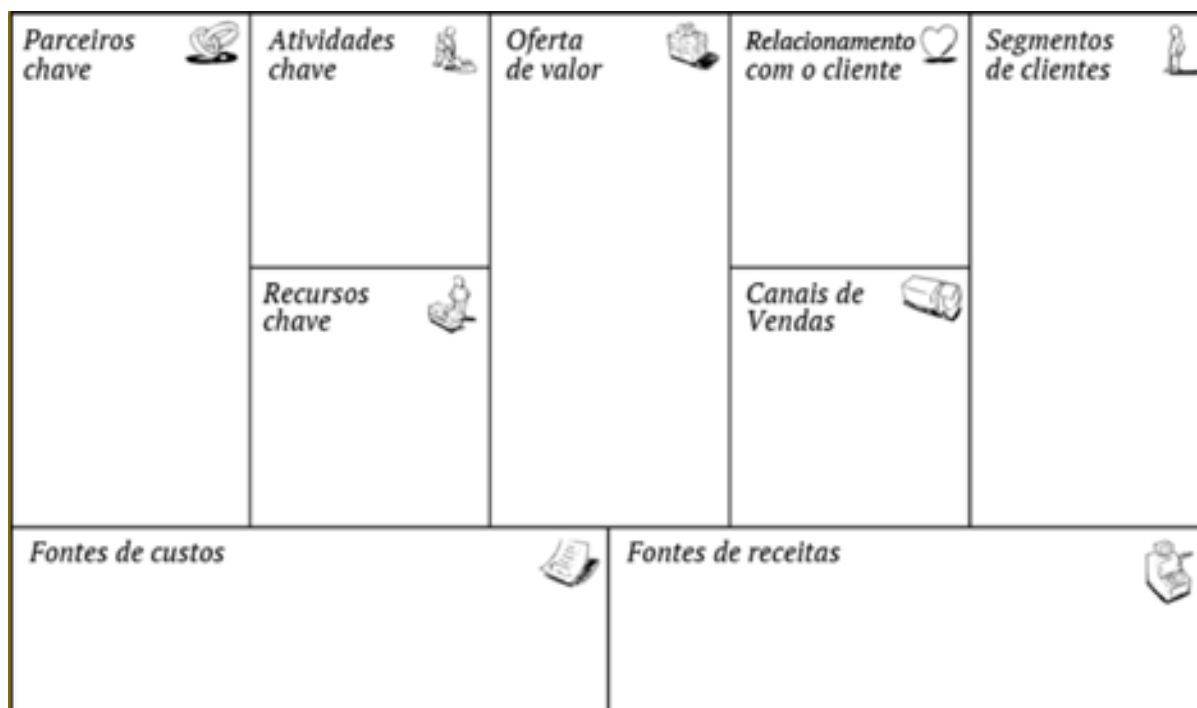 Parceiros
chave
Atividades
chave
Oferta
de valor
Relacionamento
com o cliente
Segmentos
de clientes
Recursos
chave
Canais de
Vendas
Fontes de custos
Fontes de receitas